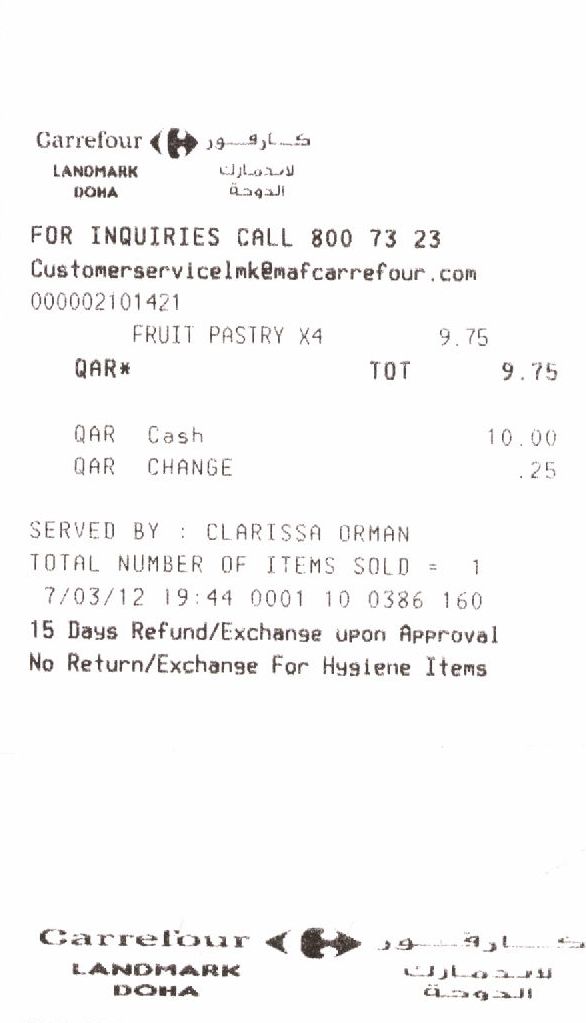 Carrefour كارفور
LANDMARK لاندمارك
DOHA الدوحة
FOR INQUIRIES CALL 800 73 23
Customerservicelmk@mafcarrefour.com
000002101421
FRUIT PASTRY X4 9.75
QAR* TOT 9.75
QAR Cash 10.00
QAR CHANGE .25
SERVED BY : CLARISSA ORMAN
TOTAL NUMBER OF ITEMS SOLD = 1
7/03/12 19:44 0001 10 0386 160
15 Days Refund/Exchange upon Approval
No Return/Exchange For Hygiene Items
Carrefour كارفور
LANDMARK لاندمارك
DOHA الدوحة